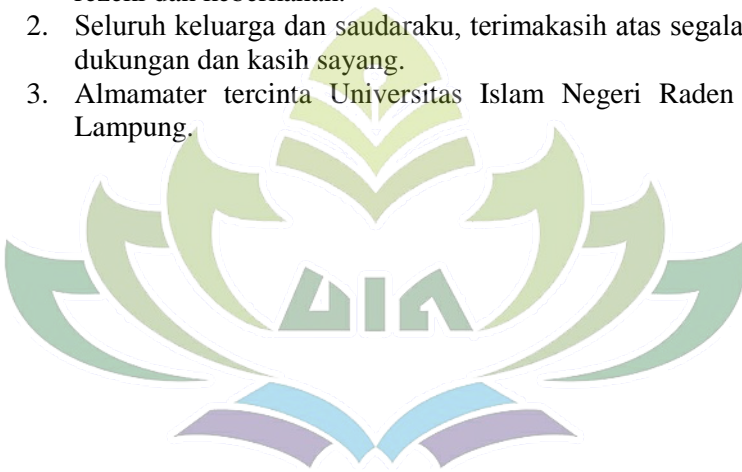 2. Seluruh keluarga dan saudaraku, terimakasih atas segala
dukungan dan kasih sayang.
3. Almamater tercinta Universitas Islam Negeri Raden
Lampung.
UIN